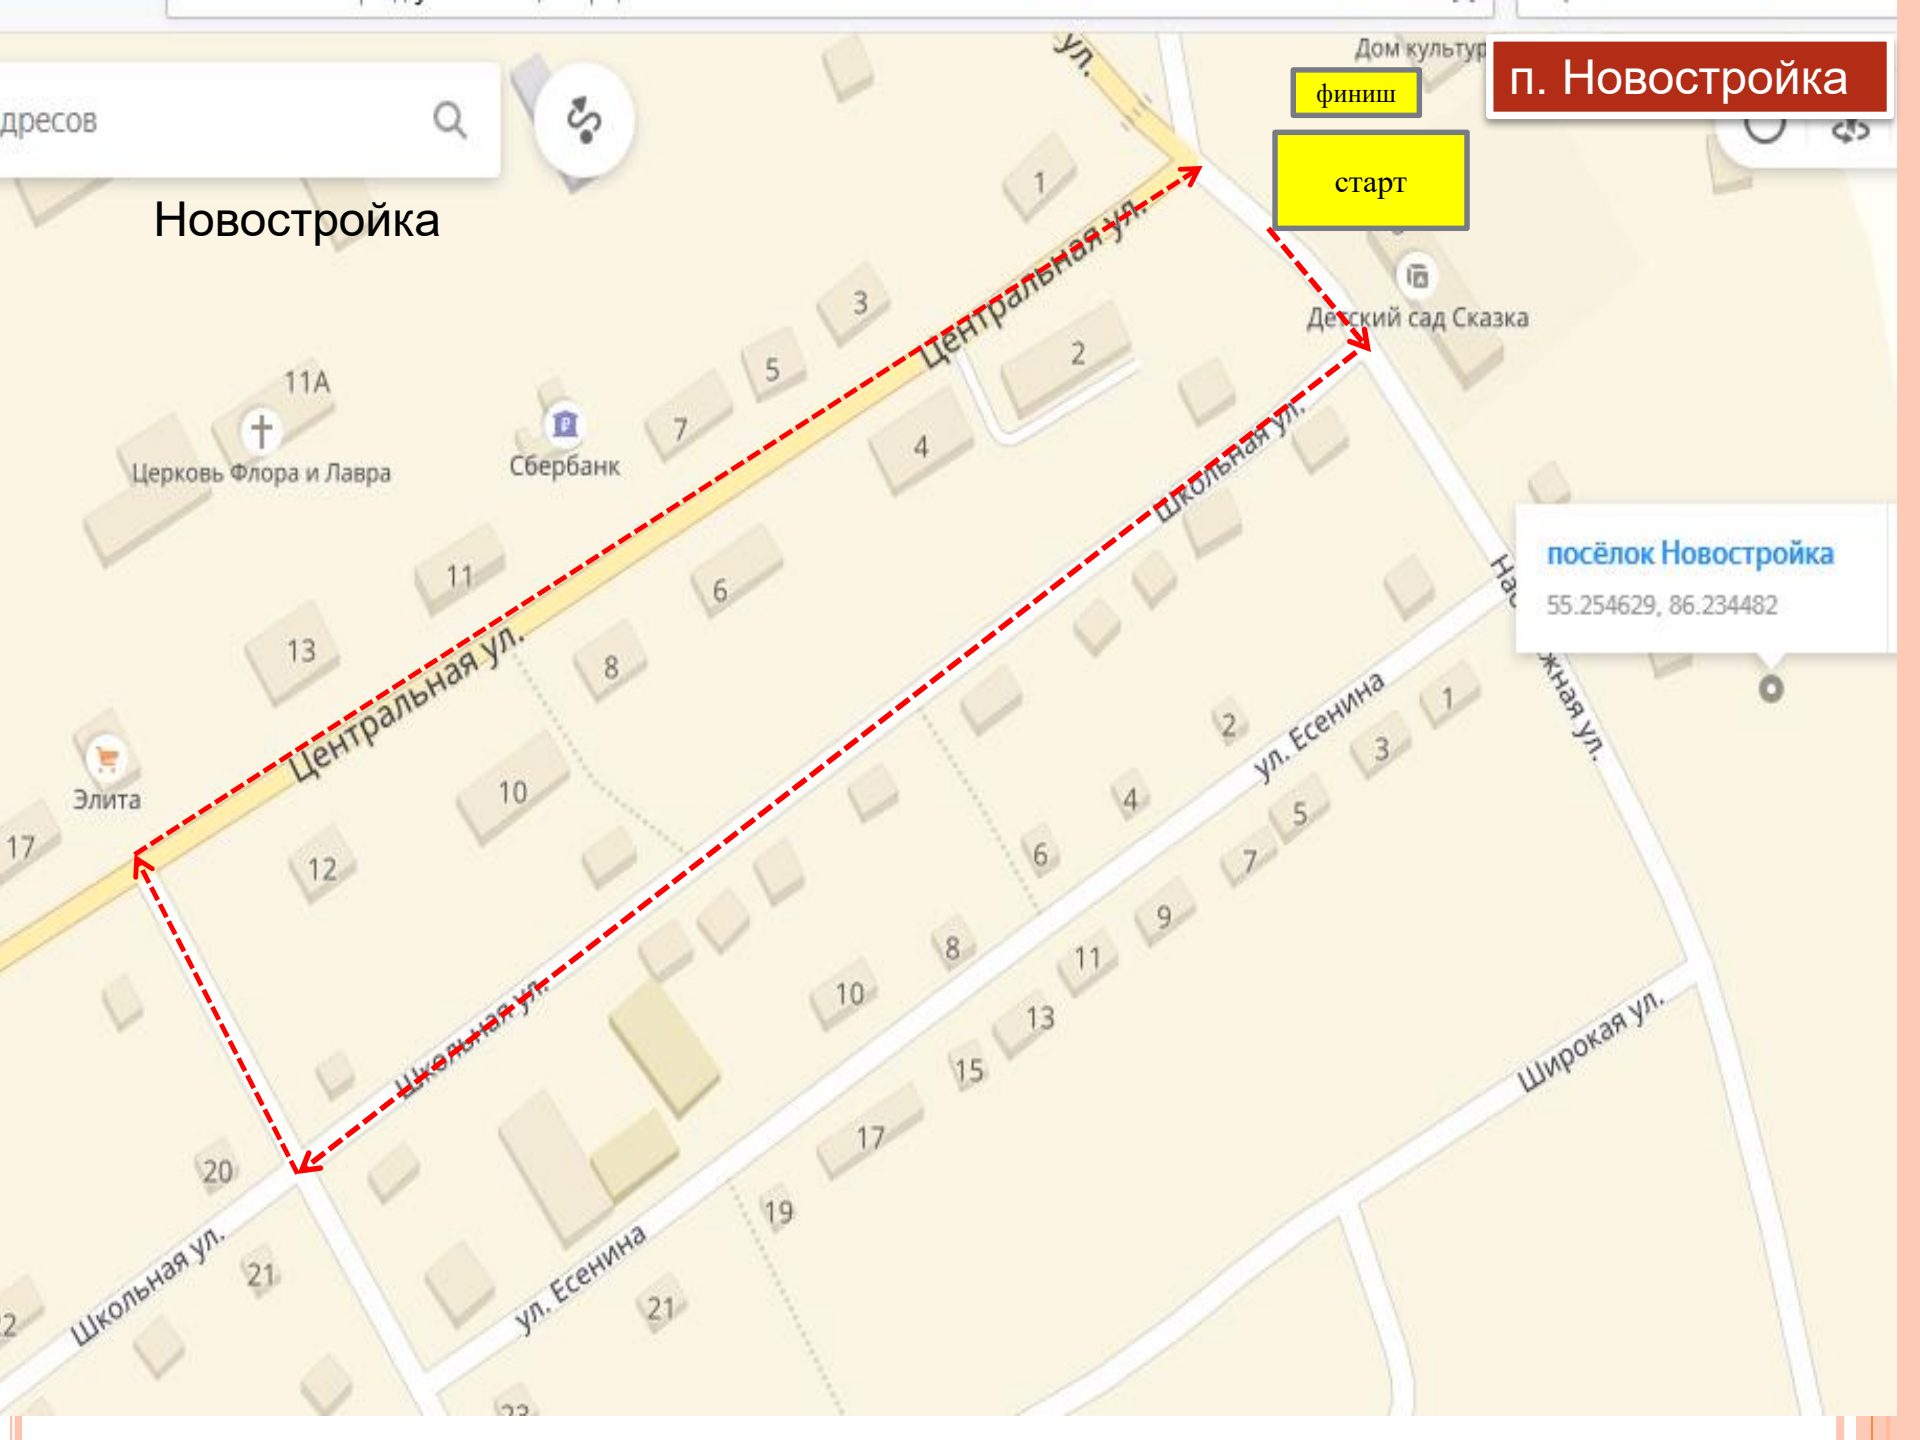 ул.
Дом культур
п. Новостройка
финиш
дресов
старт
1
Новостройка
Центральная ул.
3
Детский сад Сказка
2
5
11А
7
4
Школьная ул.
Церковь Флора и Лавра
Сбербанк
посёлок Новостройка
55.254629, 86.234482
11
6
13
8
Центральная ул.
жная ул.
1
2
ул. Есенина
3
Элита
10
4
5
17
12
6
7
9
8
11
10
13
Школьная ул.
Широкая ул.
15
17
20
19
Школьная ул.
21
ул. Есенина
21